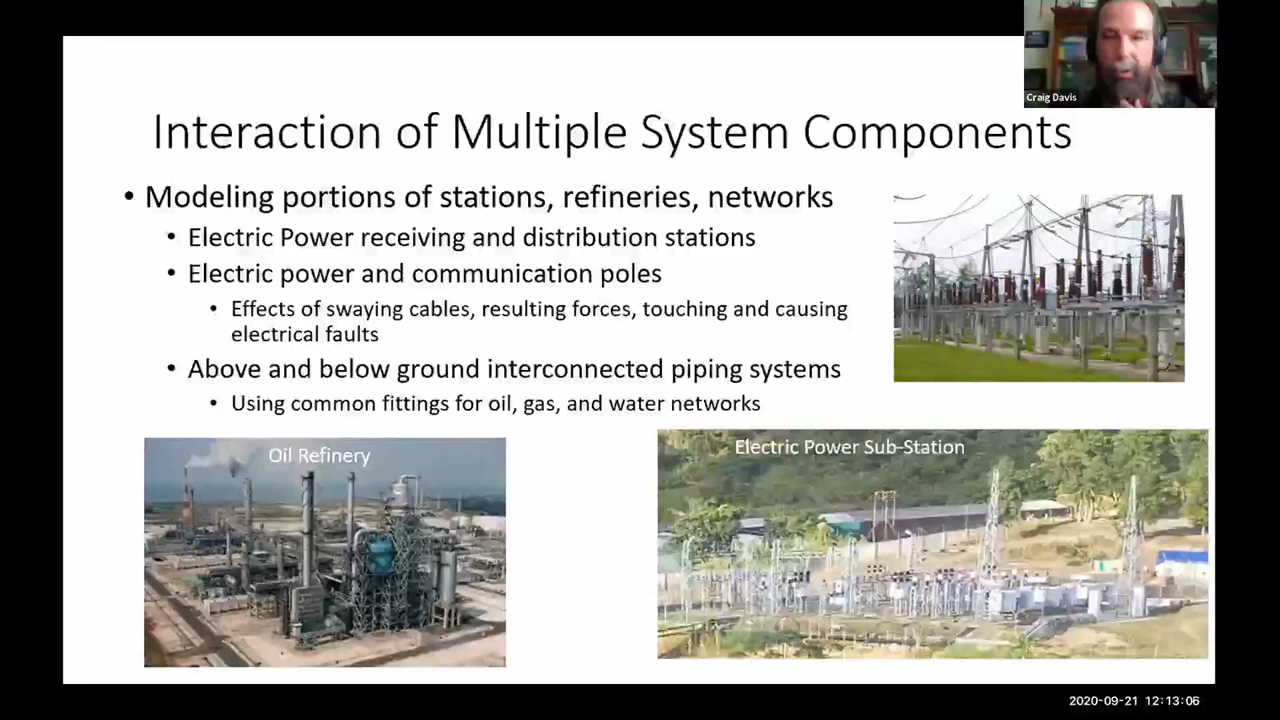 Craig Davis
Interaction of Multiple System Components
• Modeling portions of stations, refineries, networks
• Electric Power receiving and distribution stations
• Electric power and communication poles
• Effects of swaying cables, resulting forces, touching and causing
electrical faults
• Above and below ground interconnected piping systems
• Using common fittings for oil, gas, and water networks
Oil Refinery
Electric Power Sub-Station
2020-09-21 12:13:06